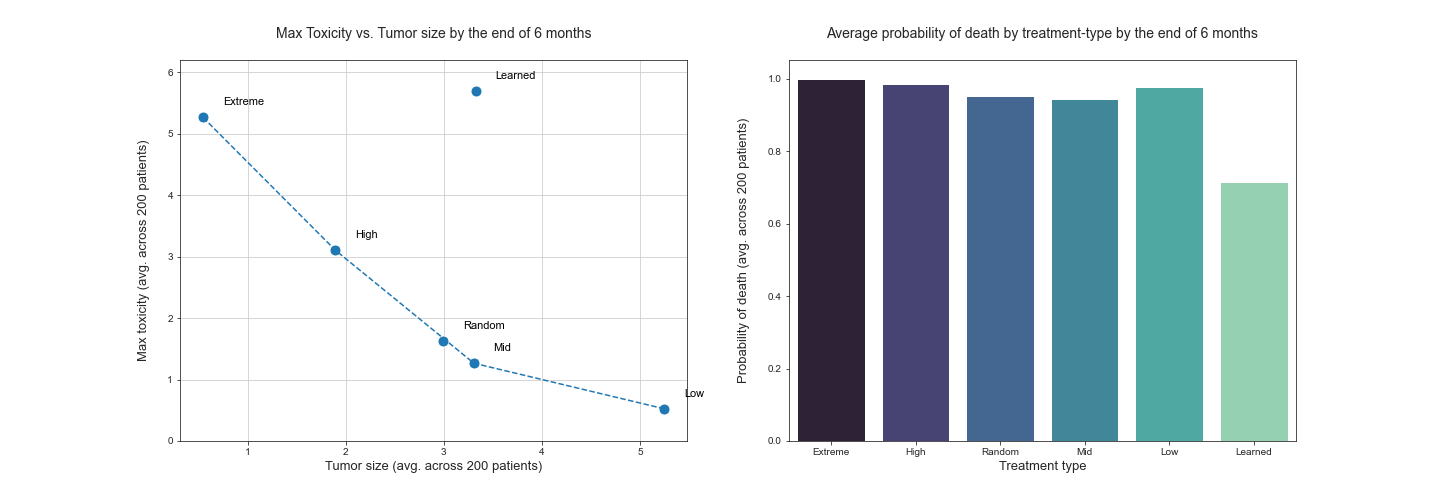 Max Toxicity vs. Tumor size by the end of 6 months
Max toxicity (avg. across 200 patients)
6
5
4
3
2
1
0
Extreme
High
Random
Mid
Low
Learned
1 2 3 4 5
Tumor size (avg. across 200 patients)
Average probability of death by treatment-type by the end of 6 months
Probability of death (avg. across 200 patients)
1.0
0.8
0.6
0.4
0.2
0.0
Extreme High Random Mid Low Learned
Treatment type